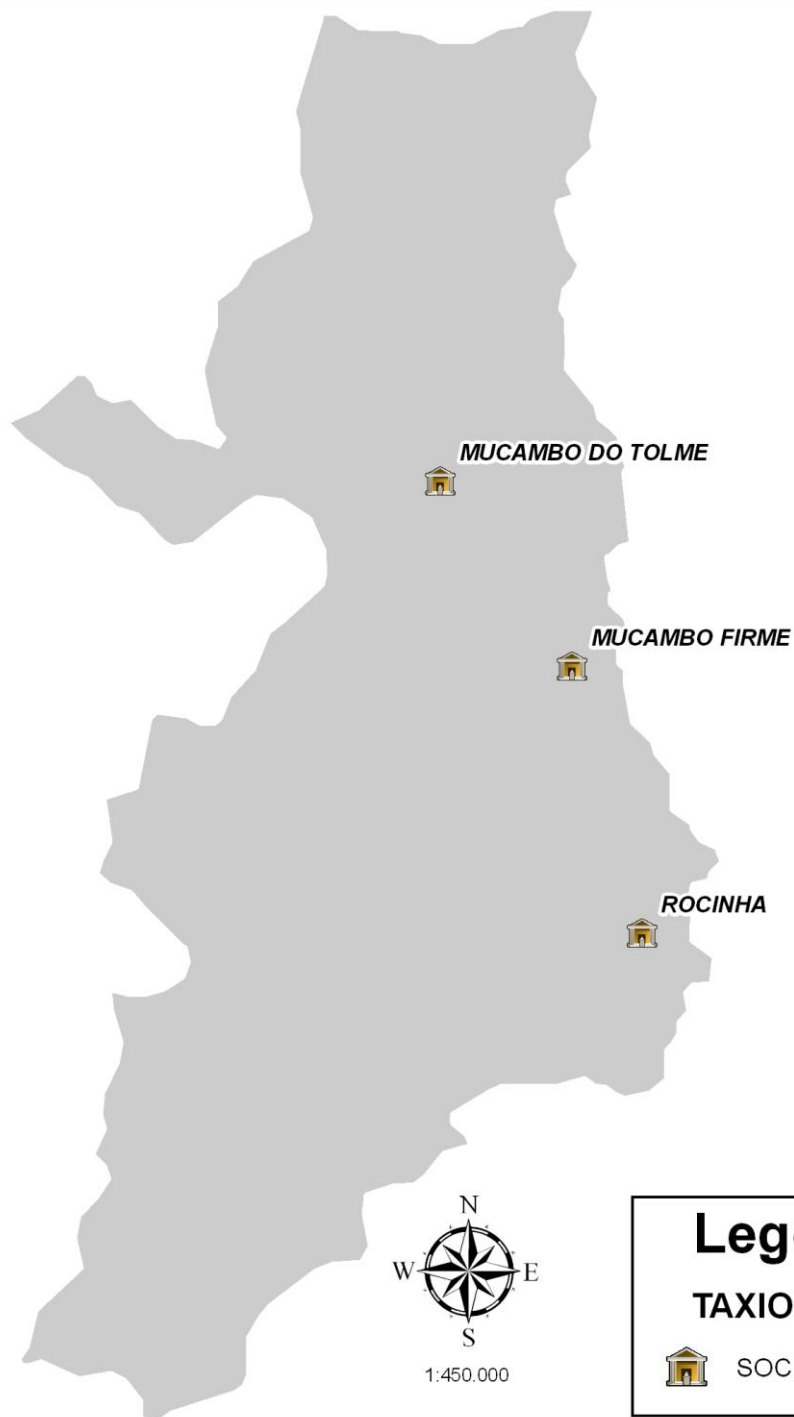 MUCAMBO DO TOLME
MUCAMBO FIRME
ROCINHA
N
W E
S
1:450.000
Leg
TAXIO
SOC